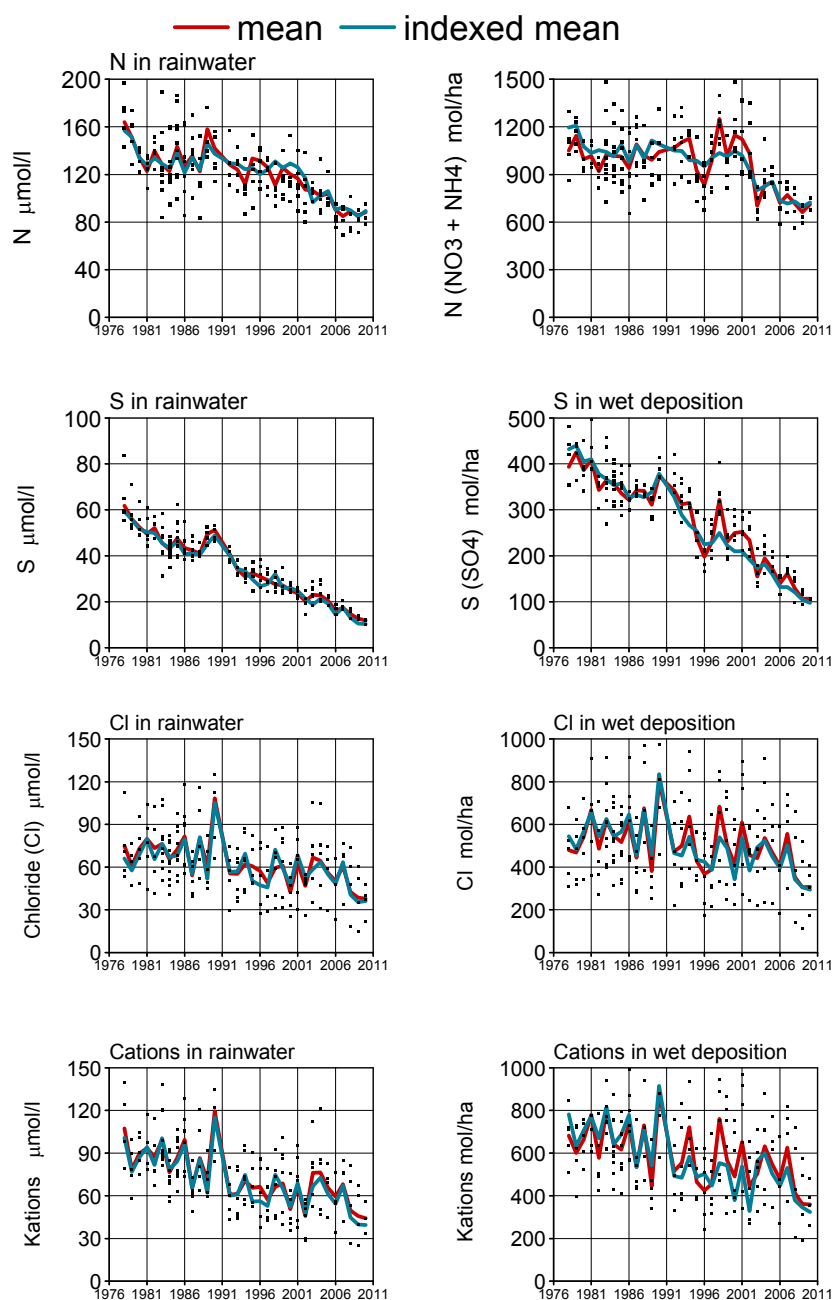 mean indexed mean
N in rainwater
N μmol/l
200
160
120
80
40
0
1976 1981 1986 1991 1996 2001 2006 2011
N (NO3 + NH4) mol/ha
1500
1200
900
600
300
0
1976 1981 1986 1991 1996 2001 2006 2011
S in rainwater
S μmol/l
100
80
60
40
20
0
1976 1981 1986 1991 1996 2001 2006 2011
S in wet deposition
S (SO4) mol/ha
500
400
300
200
100
0
1976 1981 1986 1991 1996 2001 2006 2011
Cl in rainwater
Chloride (Cl) μmol/l
150
120
90
60
30
0
1976 1981 1986 1991 1996 2001 2006 2011
Cl in wet deposition
Cl mol/ha
1000
800
600
400
200
0
1976 1981 1986 1991 1996 2001 2006 2011
Cations in rainwater
Kations μmol/l
150
120
90
60
30
0
1976 1981 1986 1991 1996 2001 2006 2011
Cations in wet deposition
Kations mol/ha
1000
800
600
400
200
0
1976 1981 1986 1991 1996 2001 2006 2011